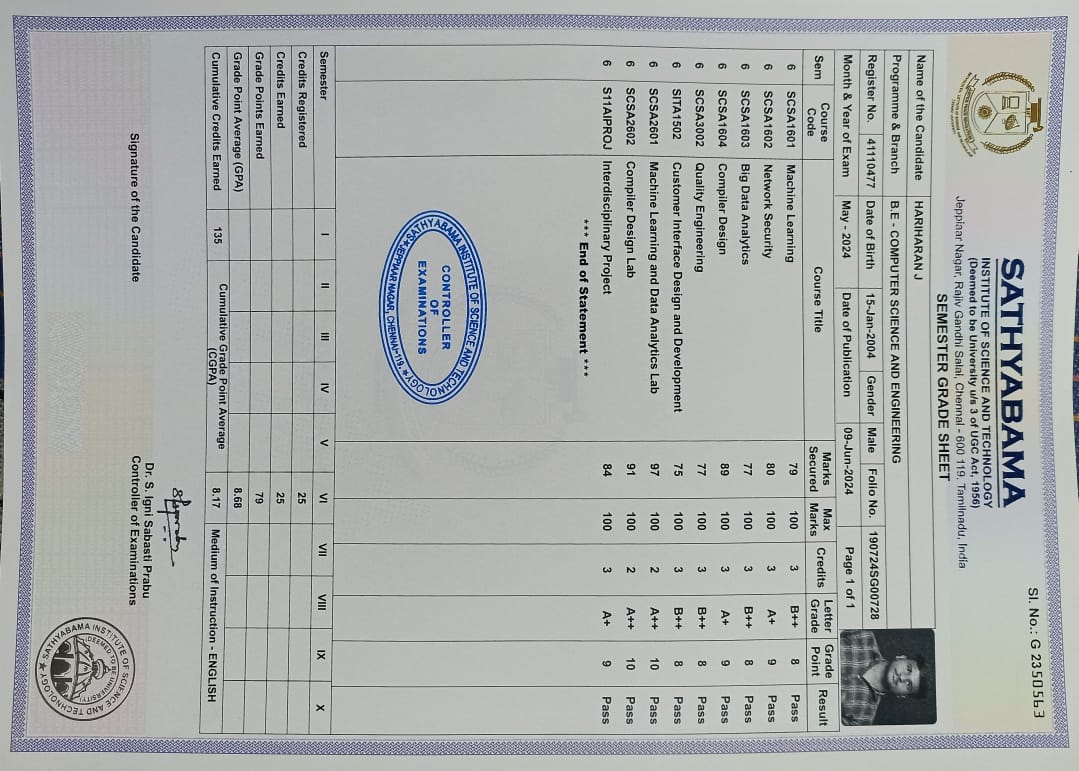 Sl. No.: G 2350563
SATHYABAMA
INSTITUTE OF SCIENCE AND TECHNOLOGY
(Deemed to be University u/s 3 of UGC Act, 1956)
Jeppiaar Nagar, Rajiv Gandhi Salai, Chennai - 600 119, Tamilnadu, India
SEMESTER GRADE SHEET
Name of the Candidate HARIHARAN J
Programme & Branch B.E - COMPUTER SCIENCE AND ENGINEERING
Register No. 41110477 Date of Birth 15-Jan-2004 Gender Male Folio No. 190724SG00728
Month & Year of Exam May - 2024 Date of Publication 09-Jun-2024 Page 1 of 1
Sem Course Code Course Title Marks Secured Max Marks Credits Letter Grade Grade Point Result
6 SCSA1601 Machine Learning 79 100 3 B++ 8 Pass
6 SCSA1602 Network Security 80 100 3 A+ 9 Pass
6 SCSA1603 Big Data Analytics 77 100 3 B++ 8 Pass
6 SCSA1604 Compiler Design 89 100 3 A+ 9 Pass
6 SCSA3002 Quality Engineering 77 100 3 B++ 8 Pass
6 SITA1502 Customer Interface Design and Development 75 100 3 B++ 8 Pass
6 SCSA2601 Machine Learning and Data Analytics Lab 97 100 2 A++ 10 Pass
6 SCSA2602 Compiler Design Lab 91 100 2 A++ 10 Pass
6 S11AIPROJ Interdisciplinary Project 84 100 3 A+ 9 Pass
*** End of Statement ***
SATHYABAMA INSTITUTE OF SCIENCE AND TECHNOLOGY
CONTROLLER
OF
EXAMINATIONS
JEPPIAAR NAGAR, CHENNAI-119.
Semester I II III IV V VI VII VIII IX X
Credits Registered 25
Credits Earned 25
Grade Points Earned 79
Grade Point Average (GPA) 8.68
Cumulative Credits Earned 135 Cumulative Grade Point Average (CGPA) 8.17 Medium of Instruction - ENGLISH
Signature of the Candidate
Dr. S. Igni Sabasti Prabu
Controller of Examinations
SATHYABAMA INSTITUTE OF SCIENCE AND TECHNOLOGY
(DEEMED TO BE UNIVERSITY)